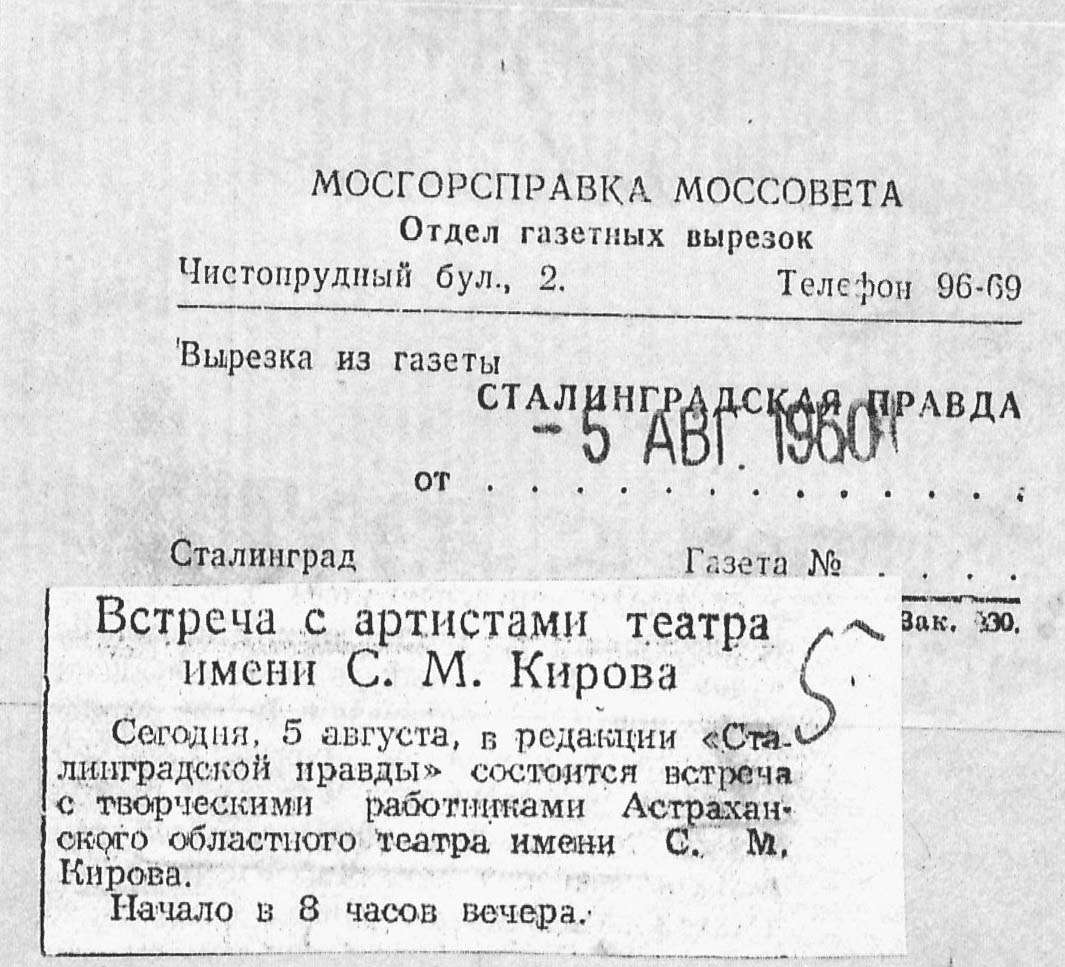 МОСГОРСПРАВКА МОССОВЕТА
Отдел газетных вырезок
Чистопрудный бул., 2. Телефон 96-69
Вырезка из газеты
СТАЛИНГРАДСКАЯ ПРАВДА
- 5 АВГ. 1960
от . . . . . . . . . . . . .
Сталинград Газета № . . . .
Зак. 330.
Встреча с артистами театра
имени С. М. Кирова
5
Сегодня, 5 августа, в редакции «Ста-
линградской правды» состоится встреча
с творческими работниками Астрахан-
ского областного театра имени С. М.
Кирова.
Начало в 8 часов вечера.